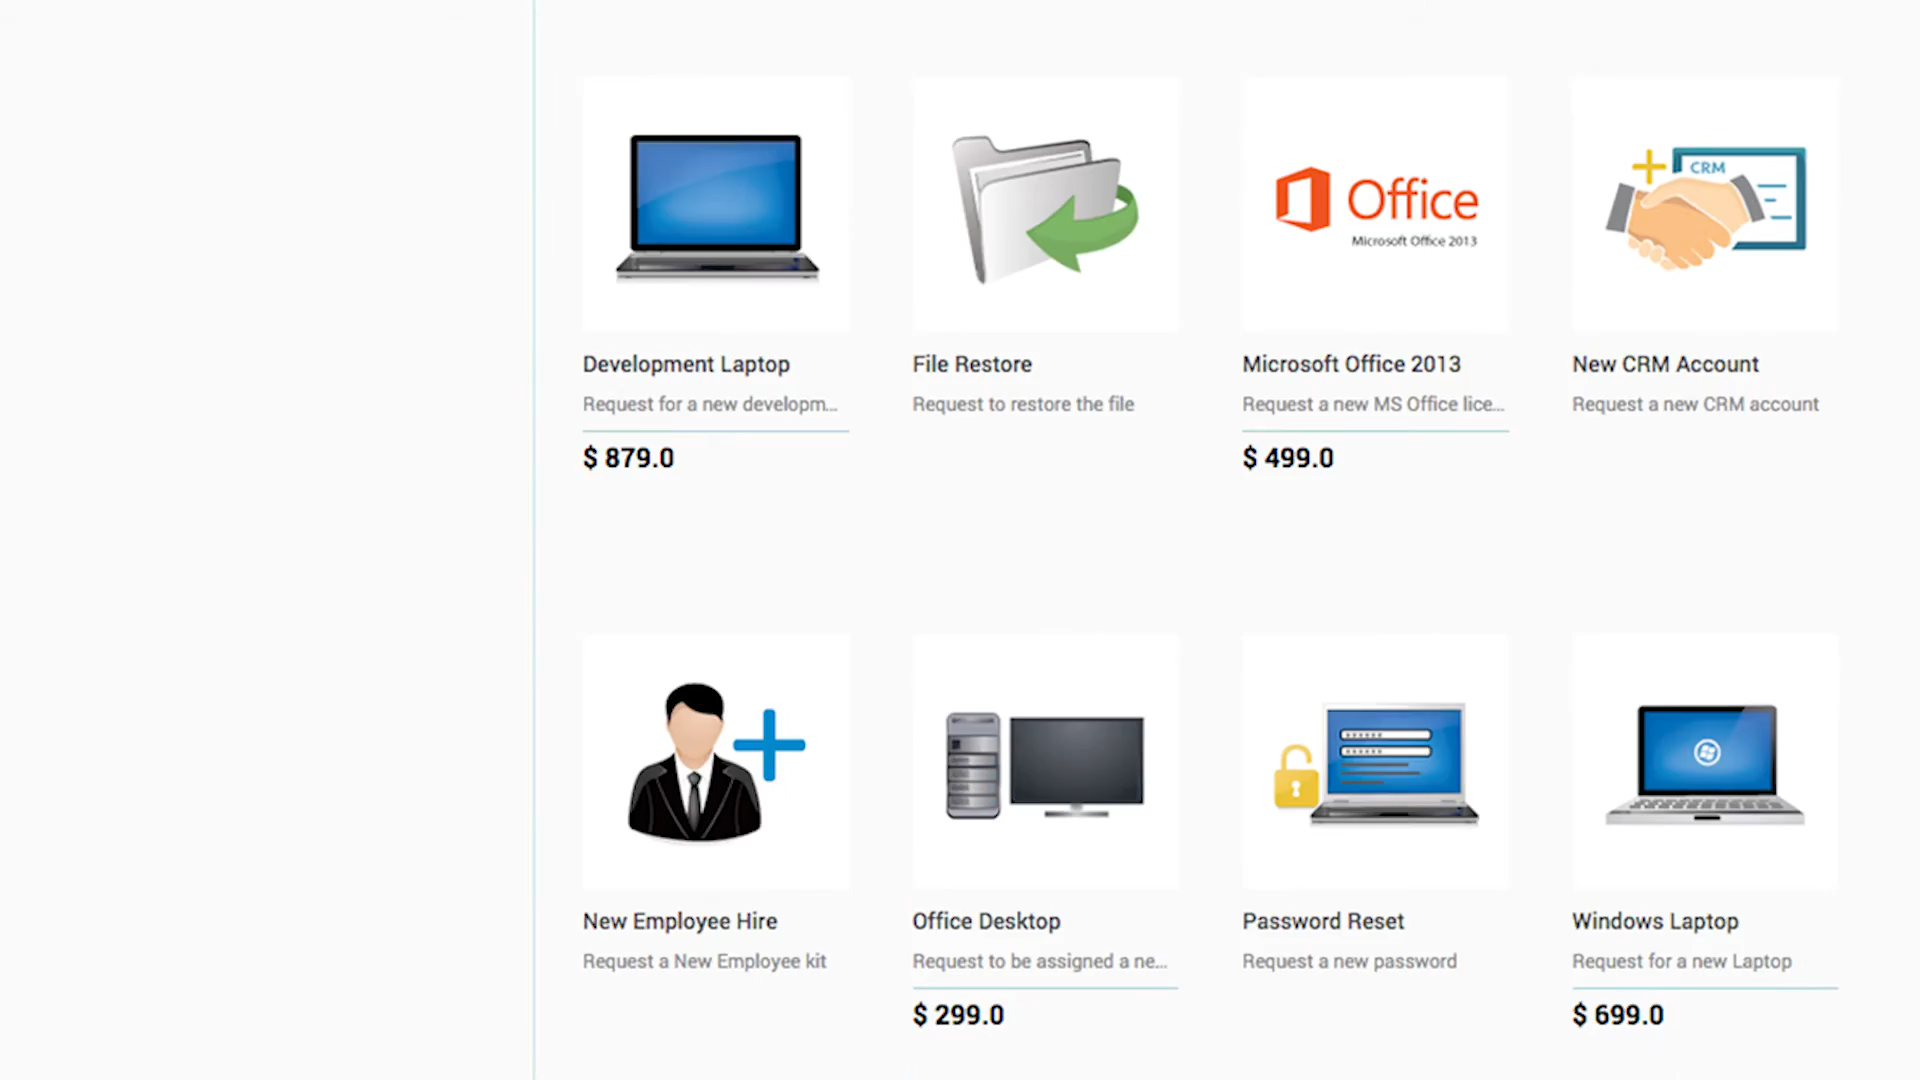 CRM
Office
Microsoft Office 2013
Development Laptop
Request for a new developm...
$ 879.0
File Restore
Request to restore the file
Microsoft Office 2013
Request a new MS Office lice...
$ 499.0
New CRM Account
Request a new CRM account
New Employee Hire
Request a New Employee kit
Office Desktop
Request to be assigned a ne...
$ 299.0
Password Reset
Request a new password
Windows Laptop
Request for a new Laptop
$ 699.0